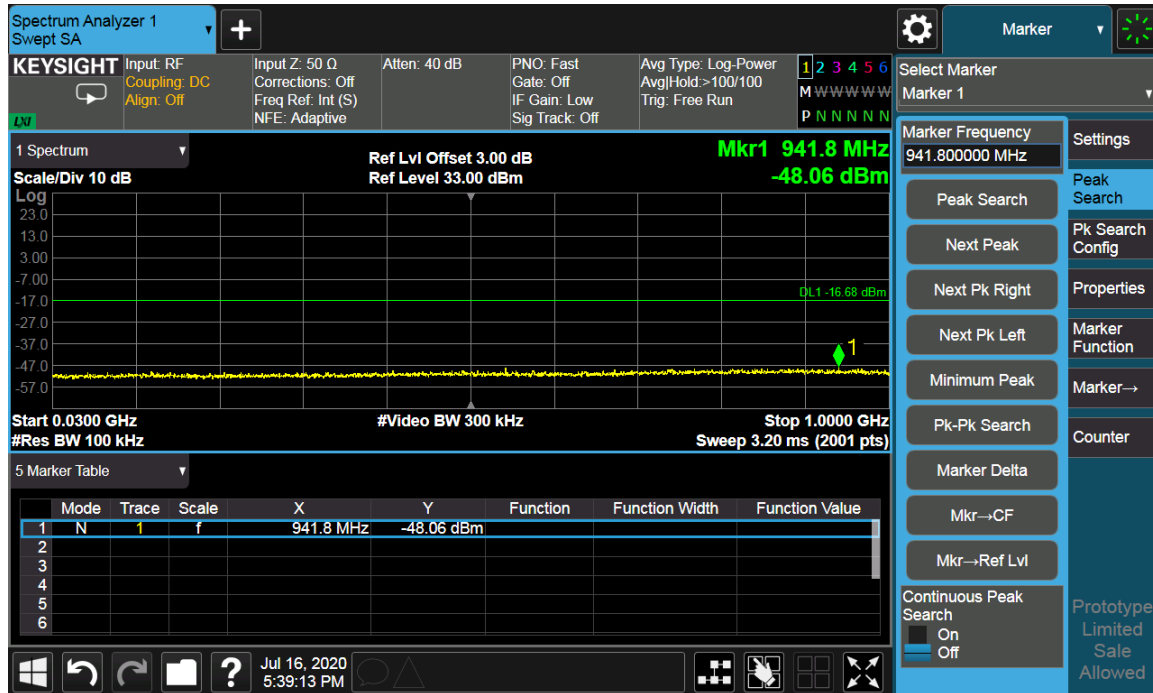 Spectrum Analyzer 1
Swept SA
Marker
KEYSIGHT
LXI
Input: RF
Coupling: DC
Align: Off
Input Z: 50 Ω
Corrections: Off
Freq Ref: Int (S)
NFE: Adaptive
Atten: 40 dB
PNO: Fast
Gate: Off
IF Gain: Low
Sig Track: Off
Avg Type: Log-Power
Avg|Hold:>100/100
Trig: Free Run
1 2 3 4 5 6
M W W W W W
P N N N N N
Select Marker
Marker 1
1 Spectrum
Scale/Div 10 dB
Ref Lvl Offset 3.00 dB
Ref Level 33.00 dBm
Mkr1 941.8 MHz
-48.06 dBm
Log
23.0
13.0
3.00
-7.00
-17.0
-27.0
-37.0
-47.0
-57.0
DL1 -16.68 dBm
1
Start 0.0300 GHz
#Res BW 100 kHz
#Video BW 300 kHz
Stop 1.0000 GHz
Sweep 3.20 ms (2001 pts)
5 Marker Table
Mode Trace Scale X Y Function Function Width Function Value
1 N 1 f 941.8 MHz -48.06 dBm
2
3
4
5
6
Marker Frequency
941.800000 MHz
Peak Search
Next Peak
Next Pk Right
Next Pk Left
Minimum Peak
Pk-Pk Search
Marker Delta
Mkr→CF
Mkr→Ref Lvl
Continuous Peak
Search
On
Off
Settings
Peak
Search
Pk Search
Config
Properties
Marker
Function
Marker→
Counter
Prototype
Limited
Sale
Allowed
?
Jul 16, 2020
5:39:13 PM